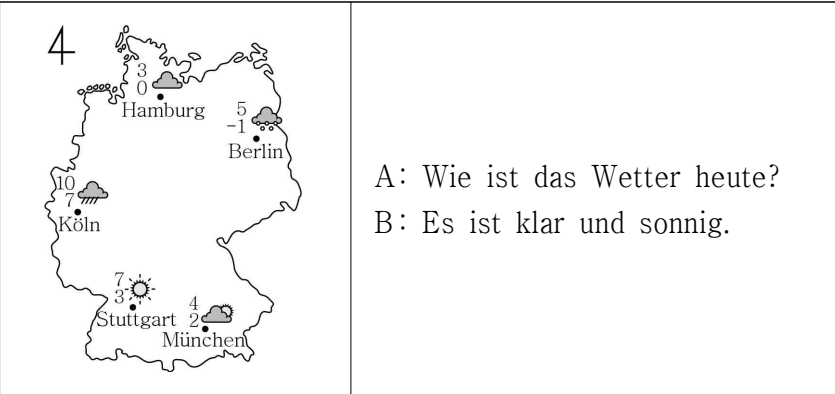 4
3
0
Hamburg
5
-1
Berlin
10
7
Köln
7
3
Stuttgart
4
2
München
A: Wie ist das Wetter heute?
B: Es ist klar und sonnig.